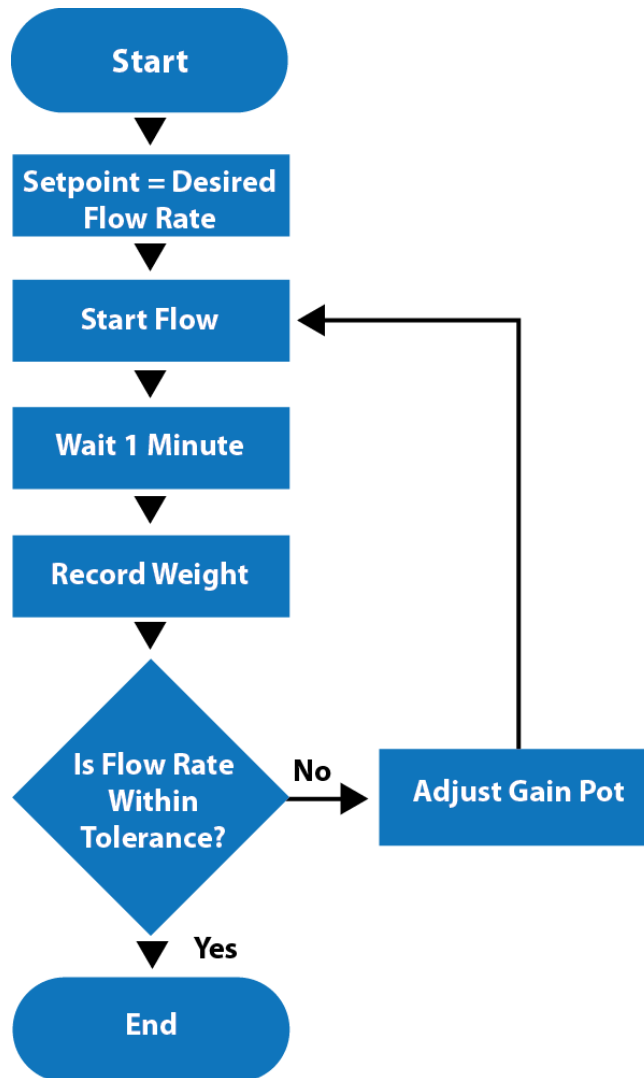 Start
Setpoint = Desired
Flow Rate
Start Flow
Wait 1 Minute
Record Weight
Is Flow Rate
Within
Tolerance?
No
Adjust Gain Pot
Yes
End